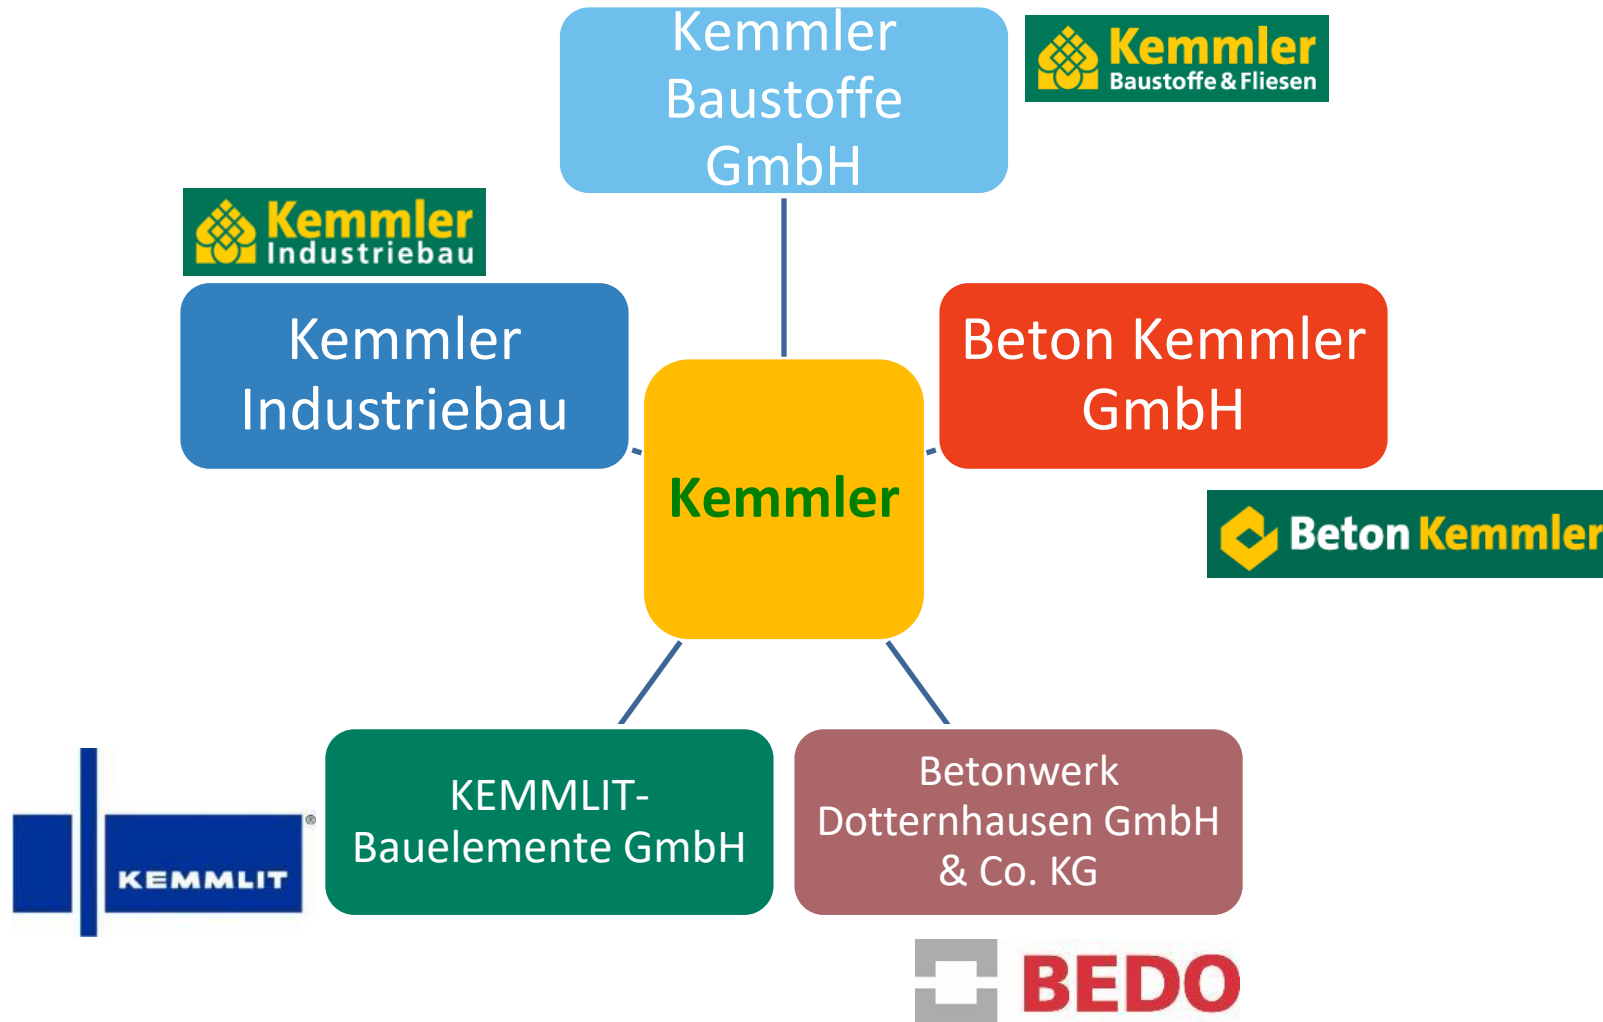 Kemmler
Baustoffe
GmbH
Kemmler
Baustoffe & Fliesen
Kemmler
Industriebau
Kemmler
Industriebau
Beton Kemmler
GmbH
Kemmler
Beton Kemmler
KEMMLIT-
Bauelemente GmbH
KEMMLIT®
Betonwerk
Dotternhausen GmbH
& Co. KG
BEDO